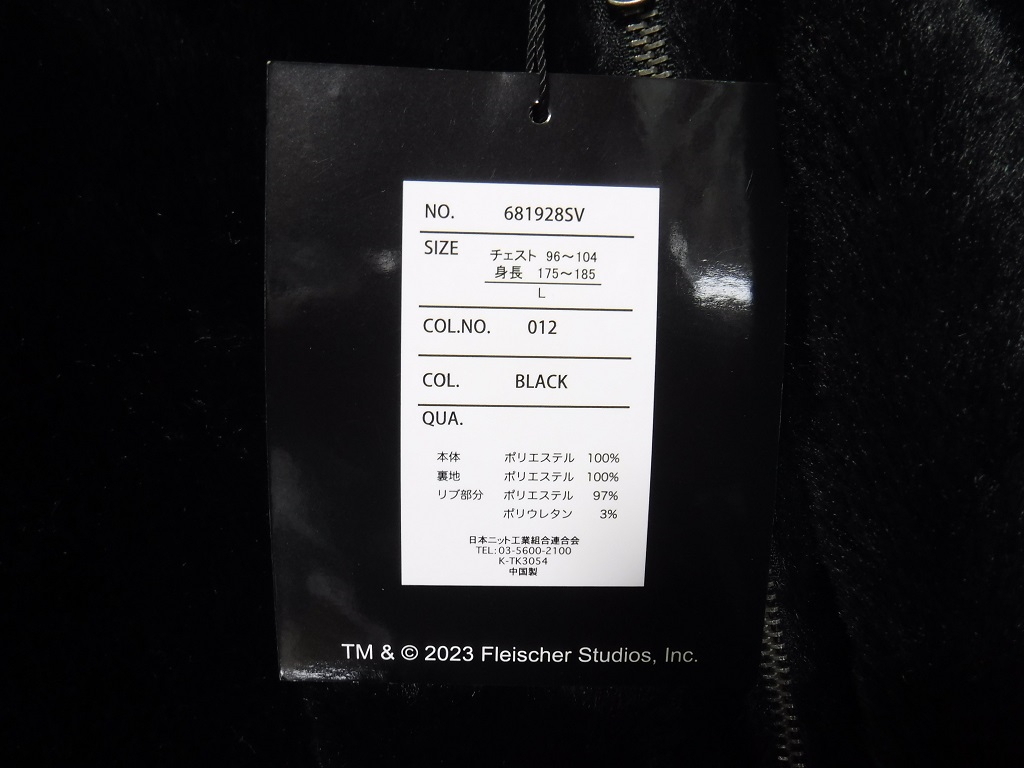 NO. 681928SV
SIZE チェスト 96～104
身長 175～185
L
COL.NO. 012
COL. BLACK
QUA.
本体 ポリエステル 100%
裏地 ポリエステル 100%
リブ部分 ポリエステル 97%
ポリウレタン 3%
日本ニット工業組合連合会
TEL:03-5600-2100
K-TK3054
中国製
TM & © 2023 Fleischer Studios, Inc.